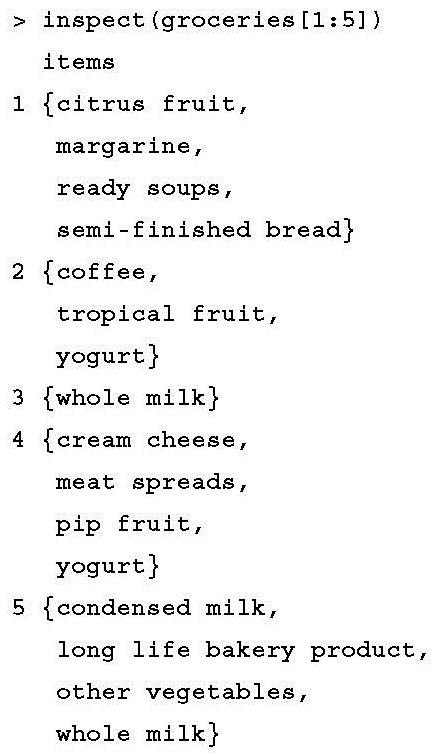 > inspect(groceries[1:5])
items
1 {citrus fruit,
margarine,
ready soups,
semi-finished bread}
2 {coffee,
tropical fruit,
yogurt}
3 {whole milk}
4 {cream cheese,
meat spreads,
pip fruit,
yogurt}
5 {condensed milk,
long life bakery product,
other vegetables,
whole milk}